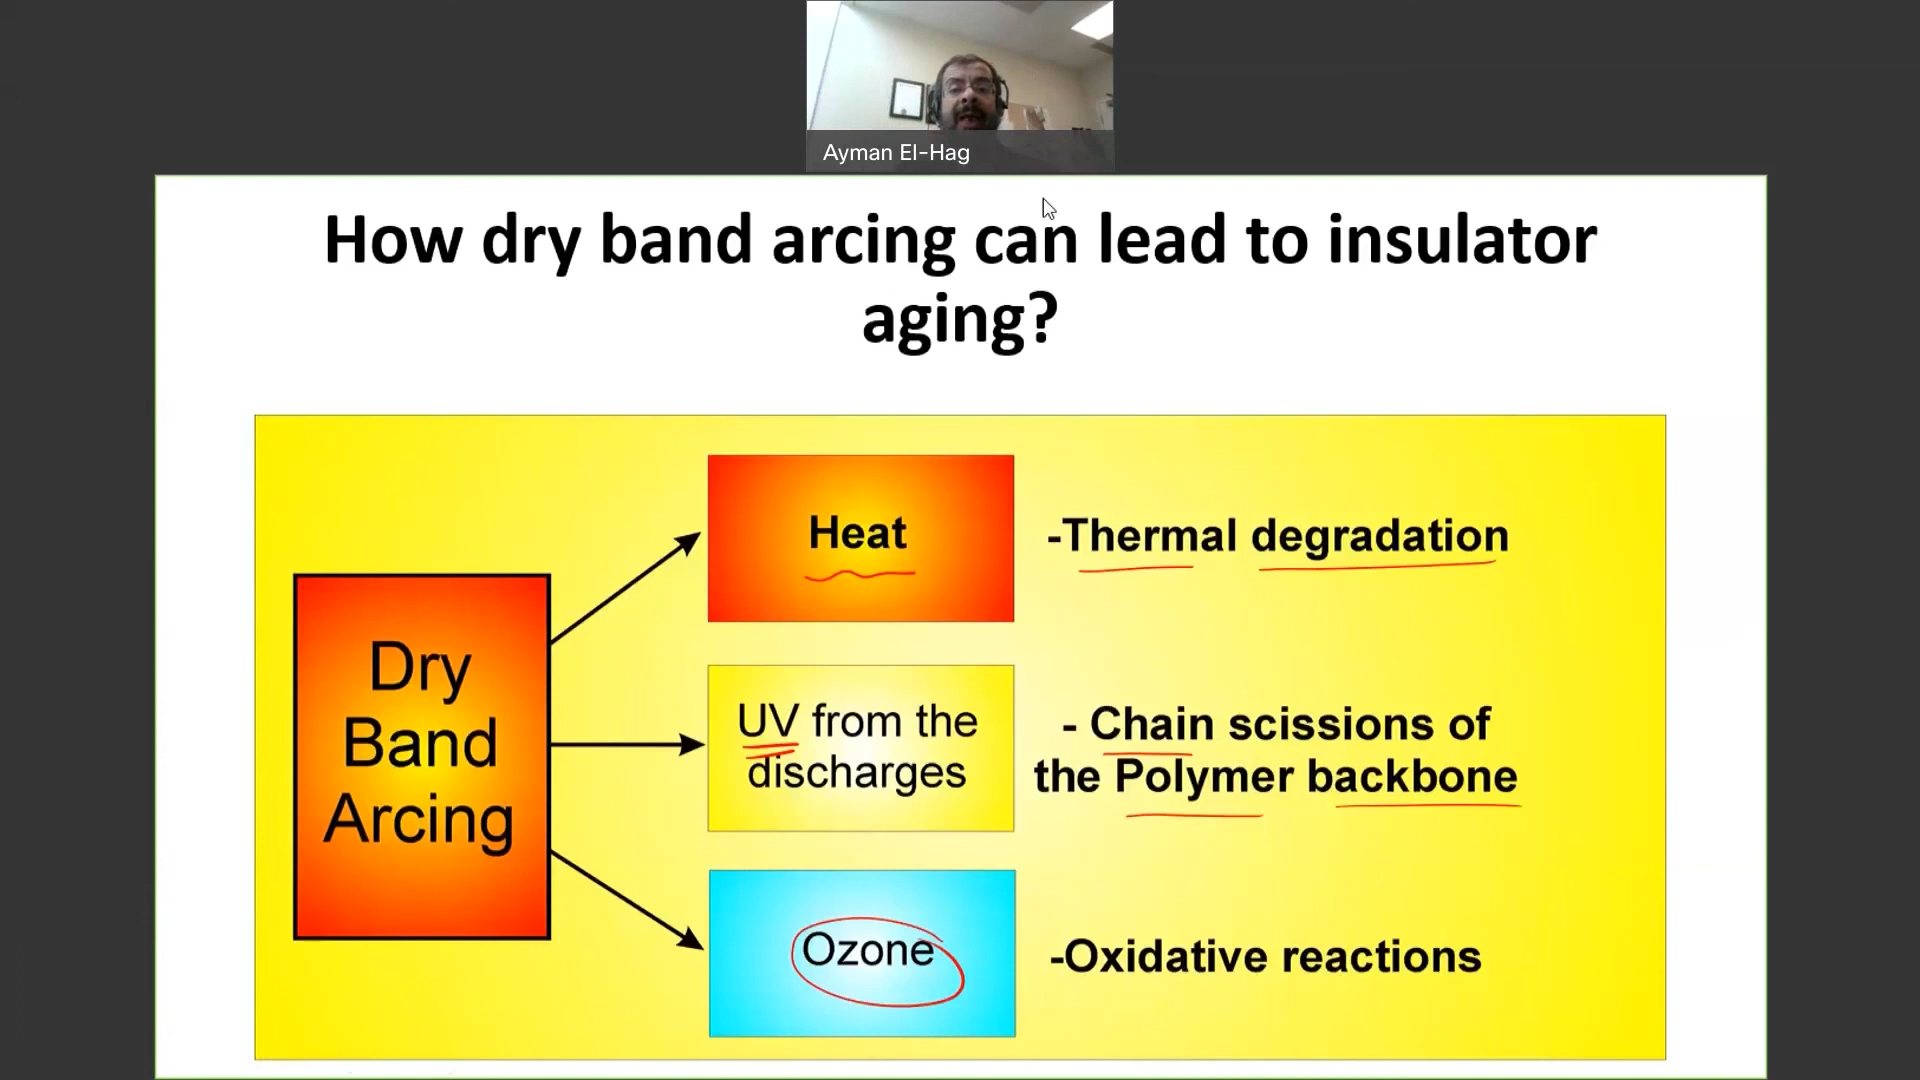 Ayman El-Hag
How dry band arcing can lead to insulator
aging?
Dry
Band
Arcing
Heat
-Thermal degradation
UV from the
discharges
- Chain scissions of
the Polymer backbone
Ozone
-Oxidative reactions